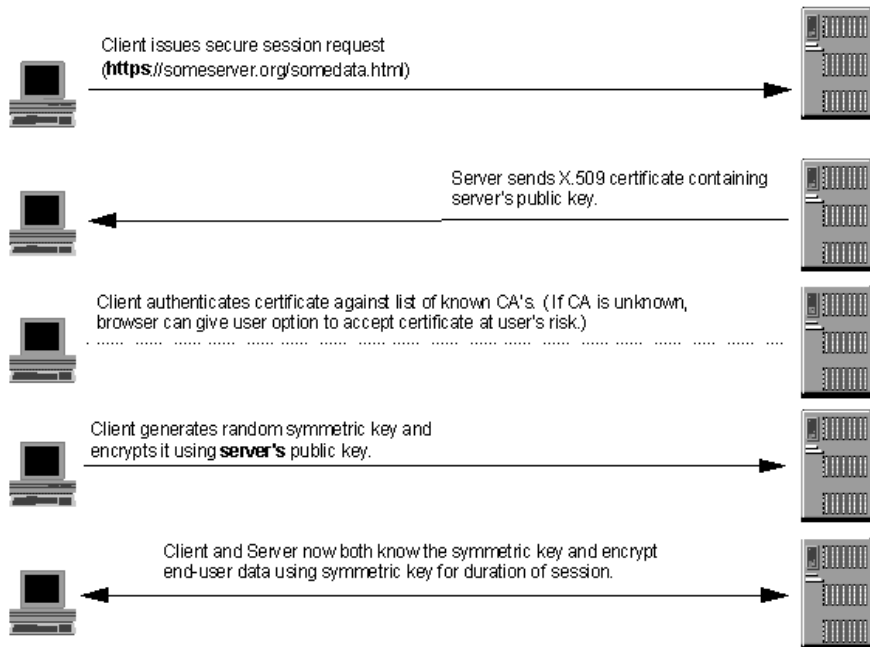 Client issues secure session request
(https://someserver.org/somedata.html)
Server sends X.509 certificate containing
server's public key.
Client authenticates certificate against list of known CA's. (If CA is unknown,
browser can give user option to accept certificate at user's risk.)
Client generates random symmetric key and
encrypts it using server's public key.
Client and Server now both know the symmetric key and encrypt
end-user data using symmetric key for duration of session.